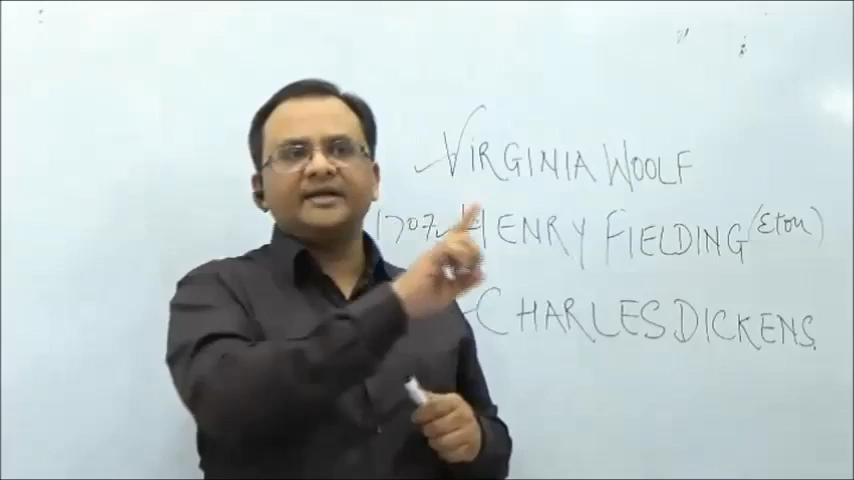 VIRGINIA WOOLF
1707 HENRY FIELDING (Eton)
CHARLES DICKENS